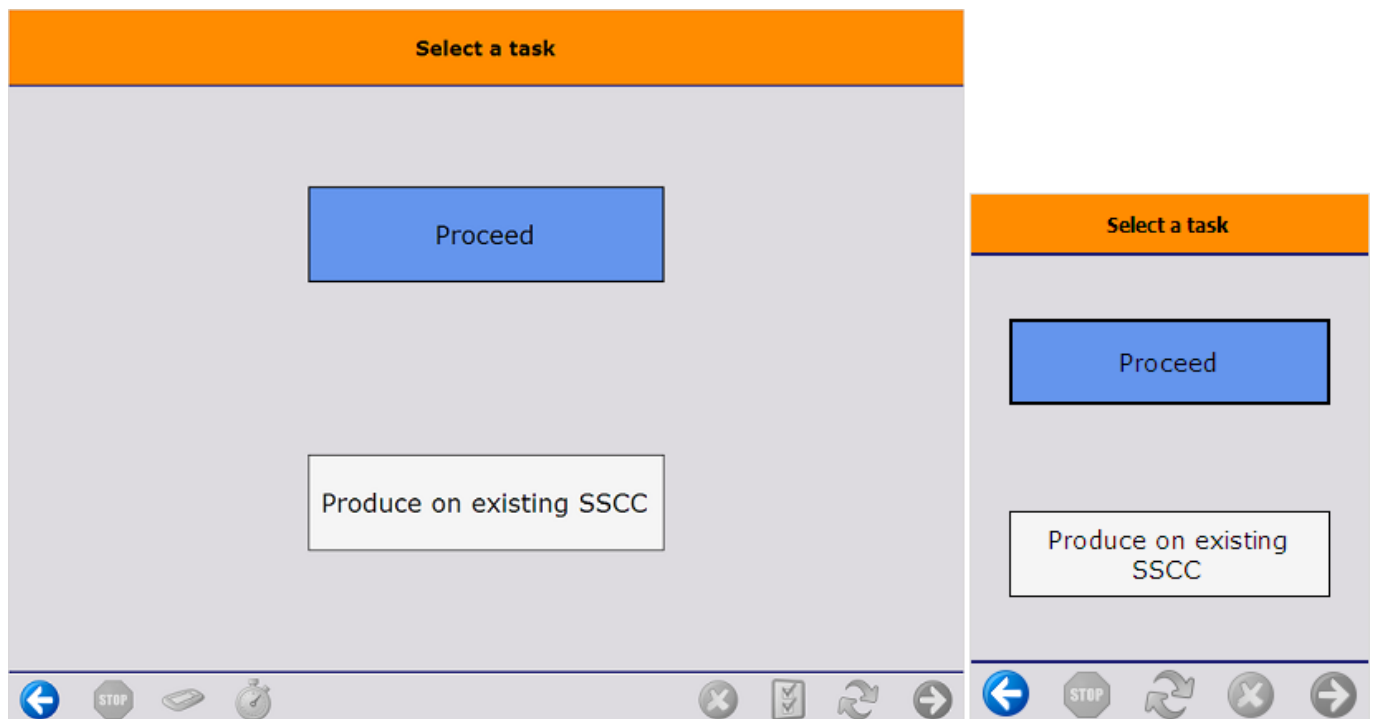 Select a task
Proceed
Produce on existing SSCC
STOP
Select a task
Proceed
Produce on existing
SSCC
STOP